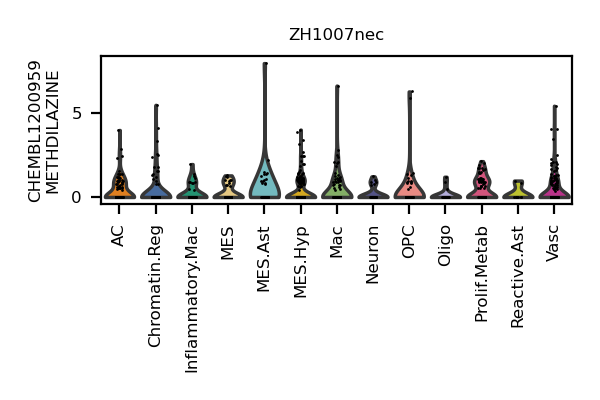 ZH1007nec
CHEMBL1200959
METHDILAZINE
5
0
AC
Chromatin.Reg
Inflammatory.Mac
MES
MES.Ast
MES.Hyp
Mac
Neuron
OPC
Oligo
Prolif.Metab
Reactive.Ast
Vasc